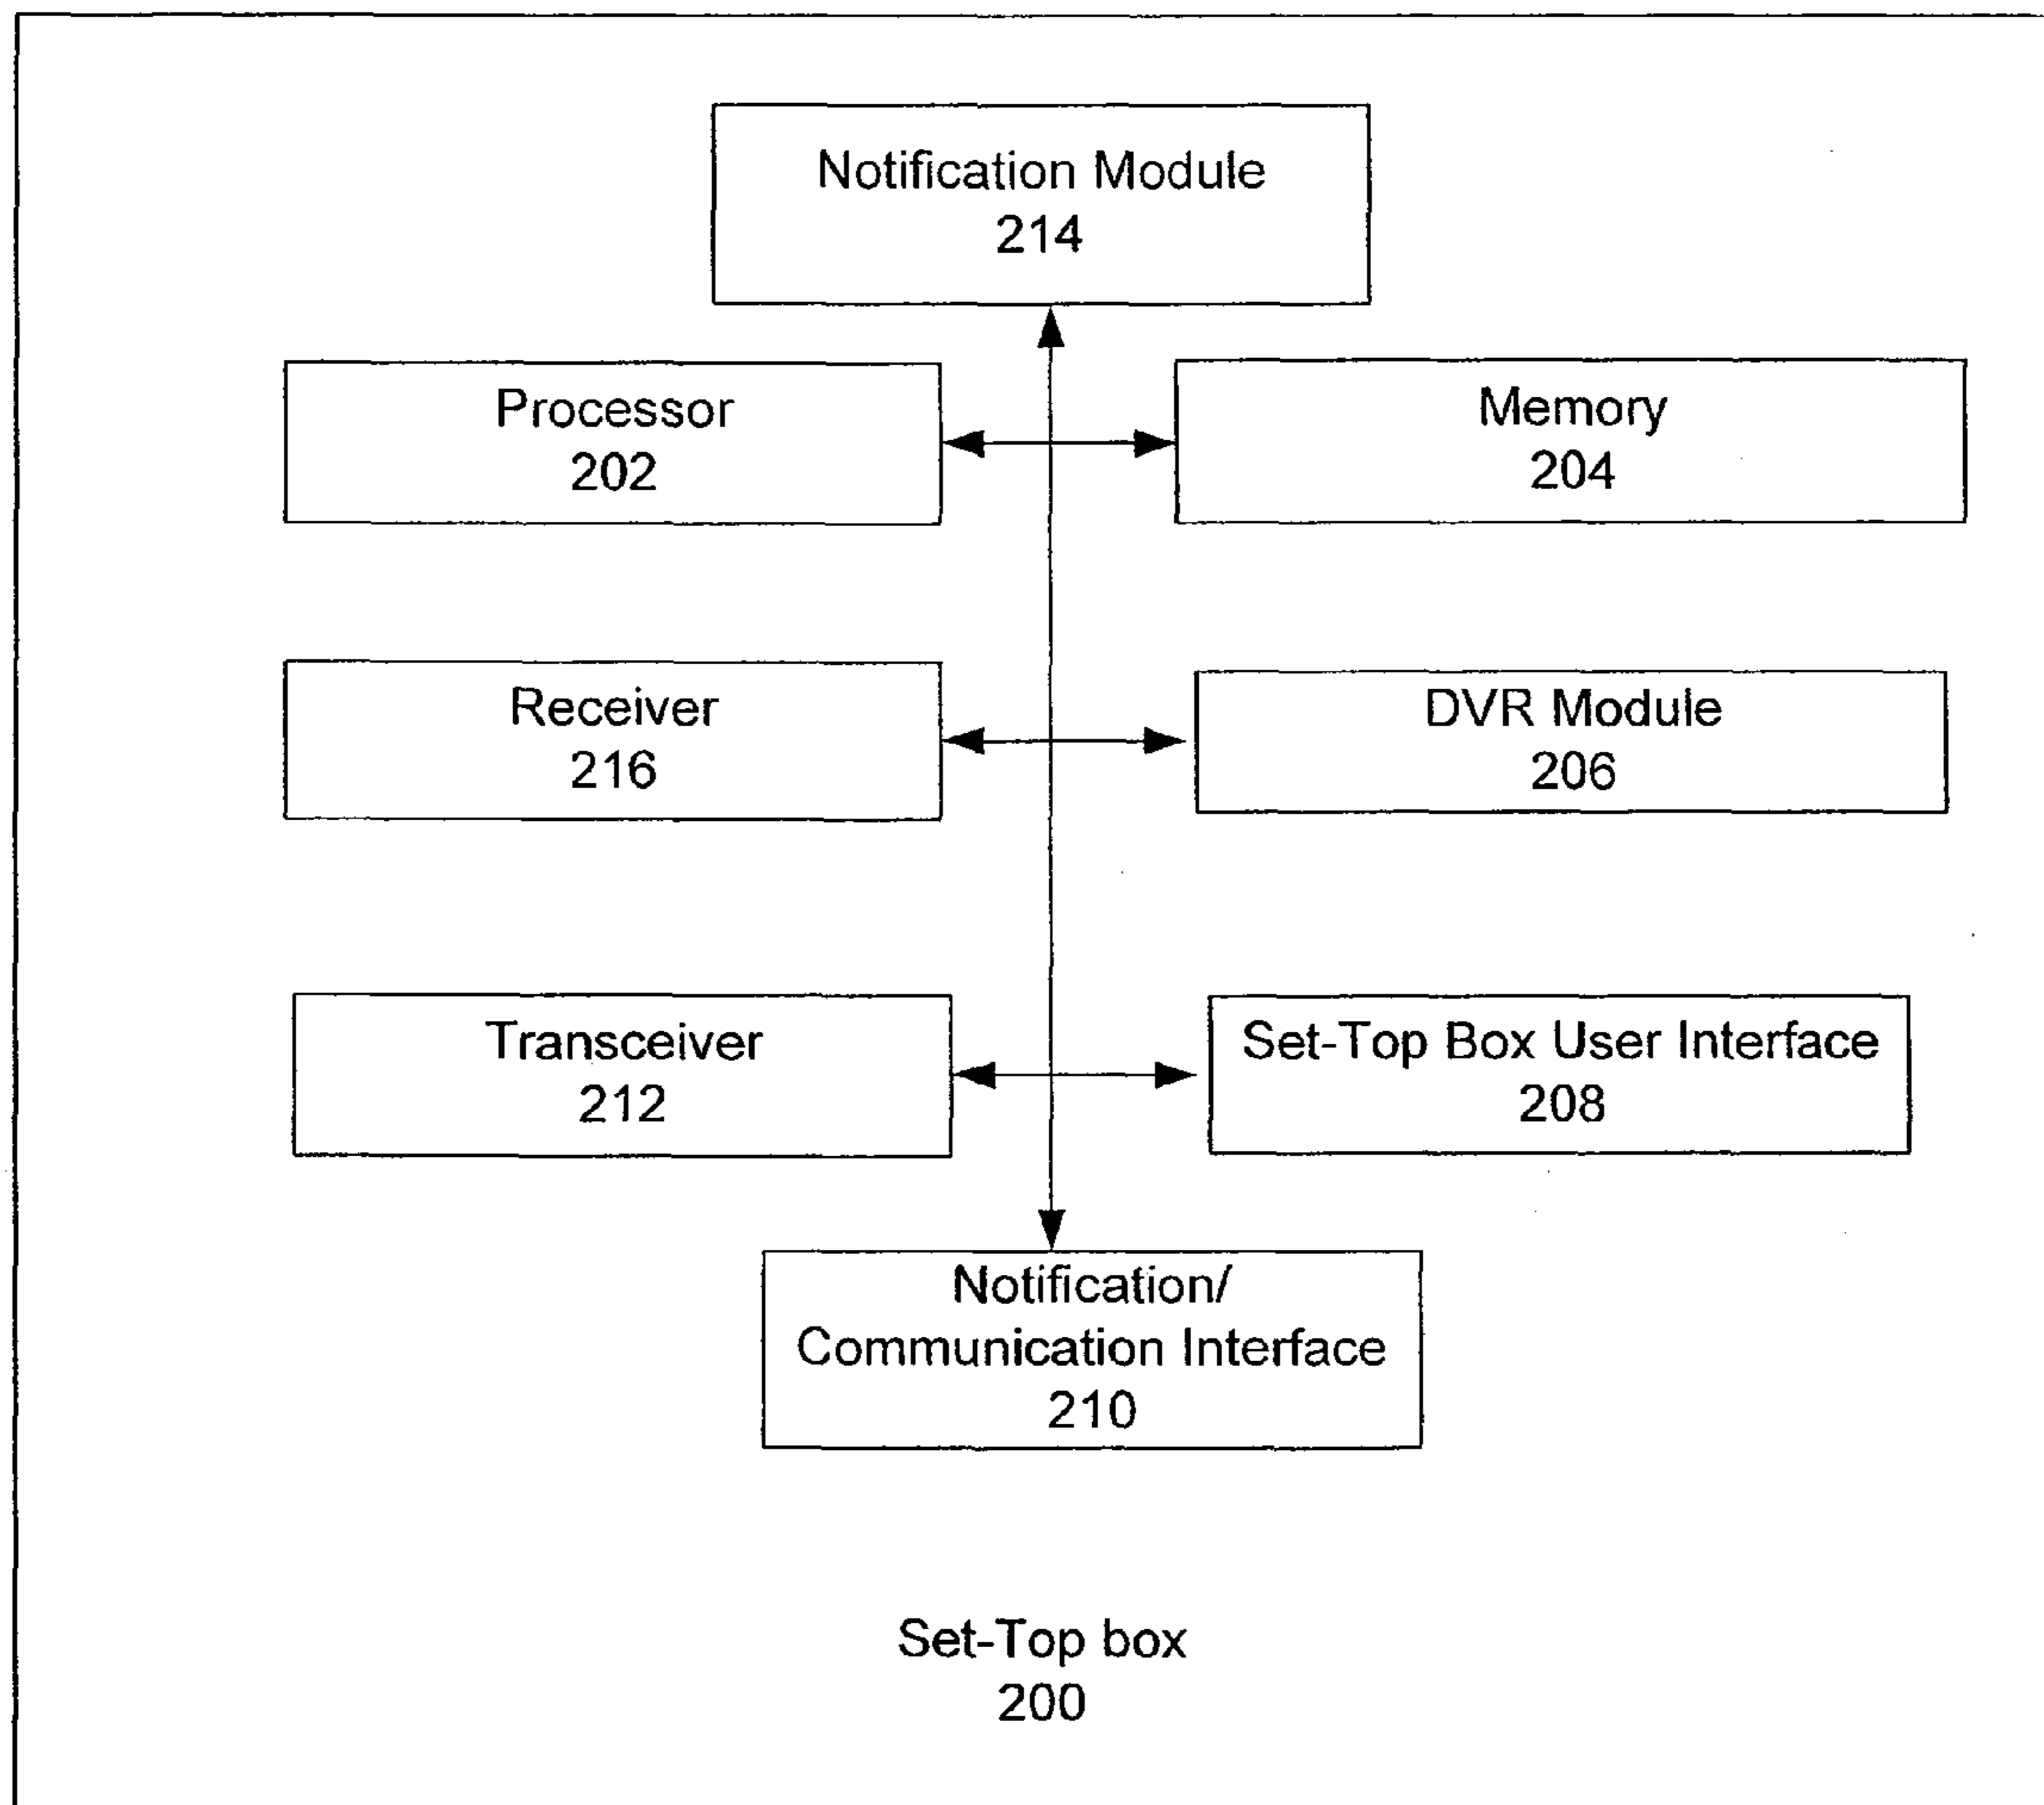 Notification Module
214
Processor
202
Memory
204
Receiver
216
DVR Module
206
Transceiver
212
Set-Top Box User Interface
208
Notification/
Communication Interface
210
Set-Top box
200